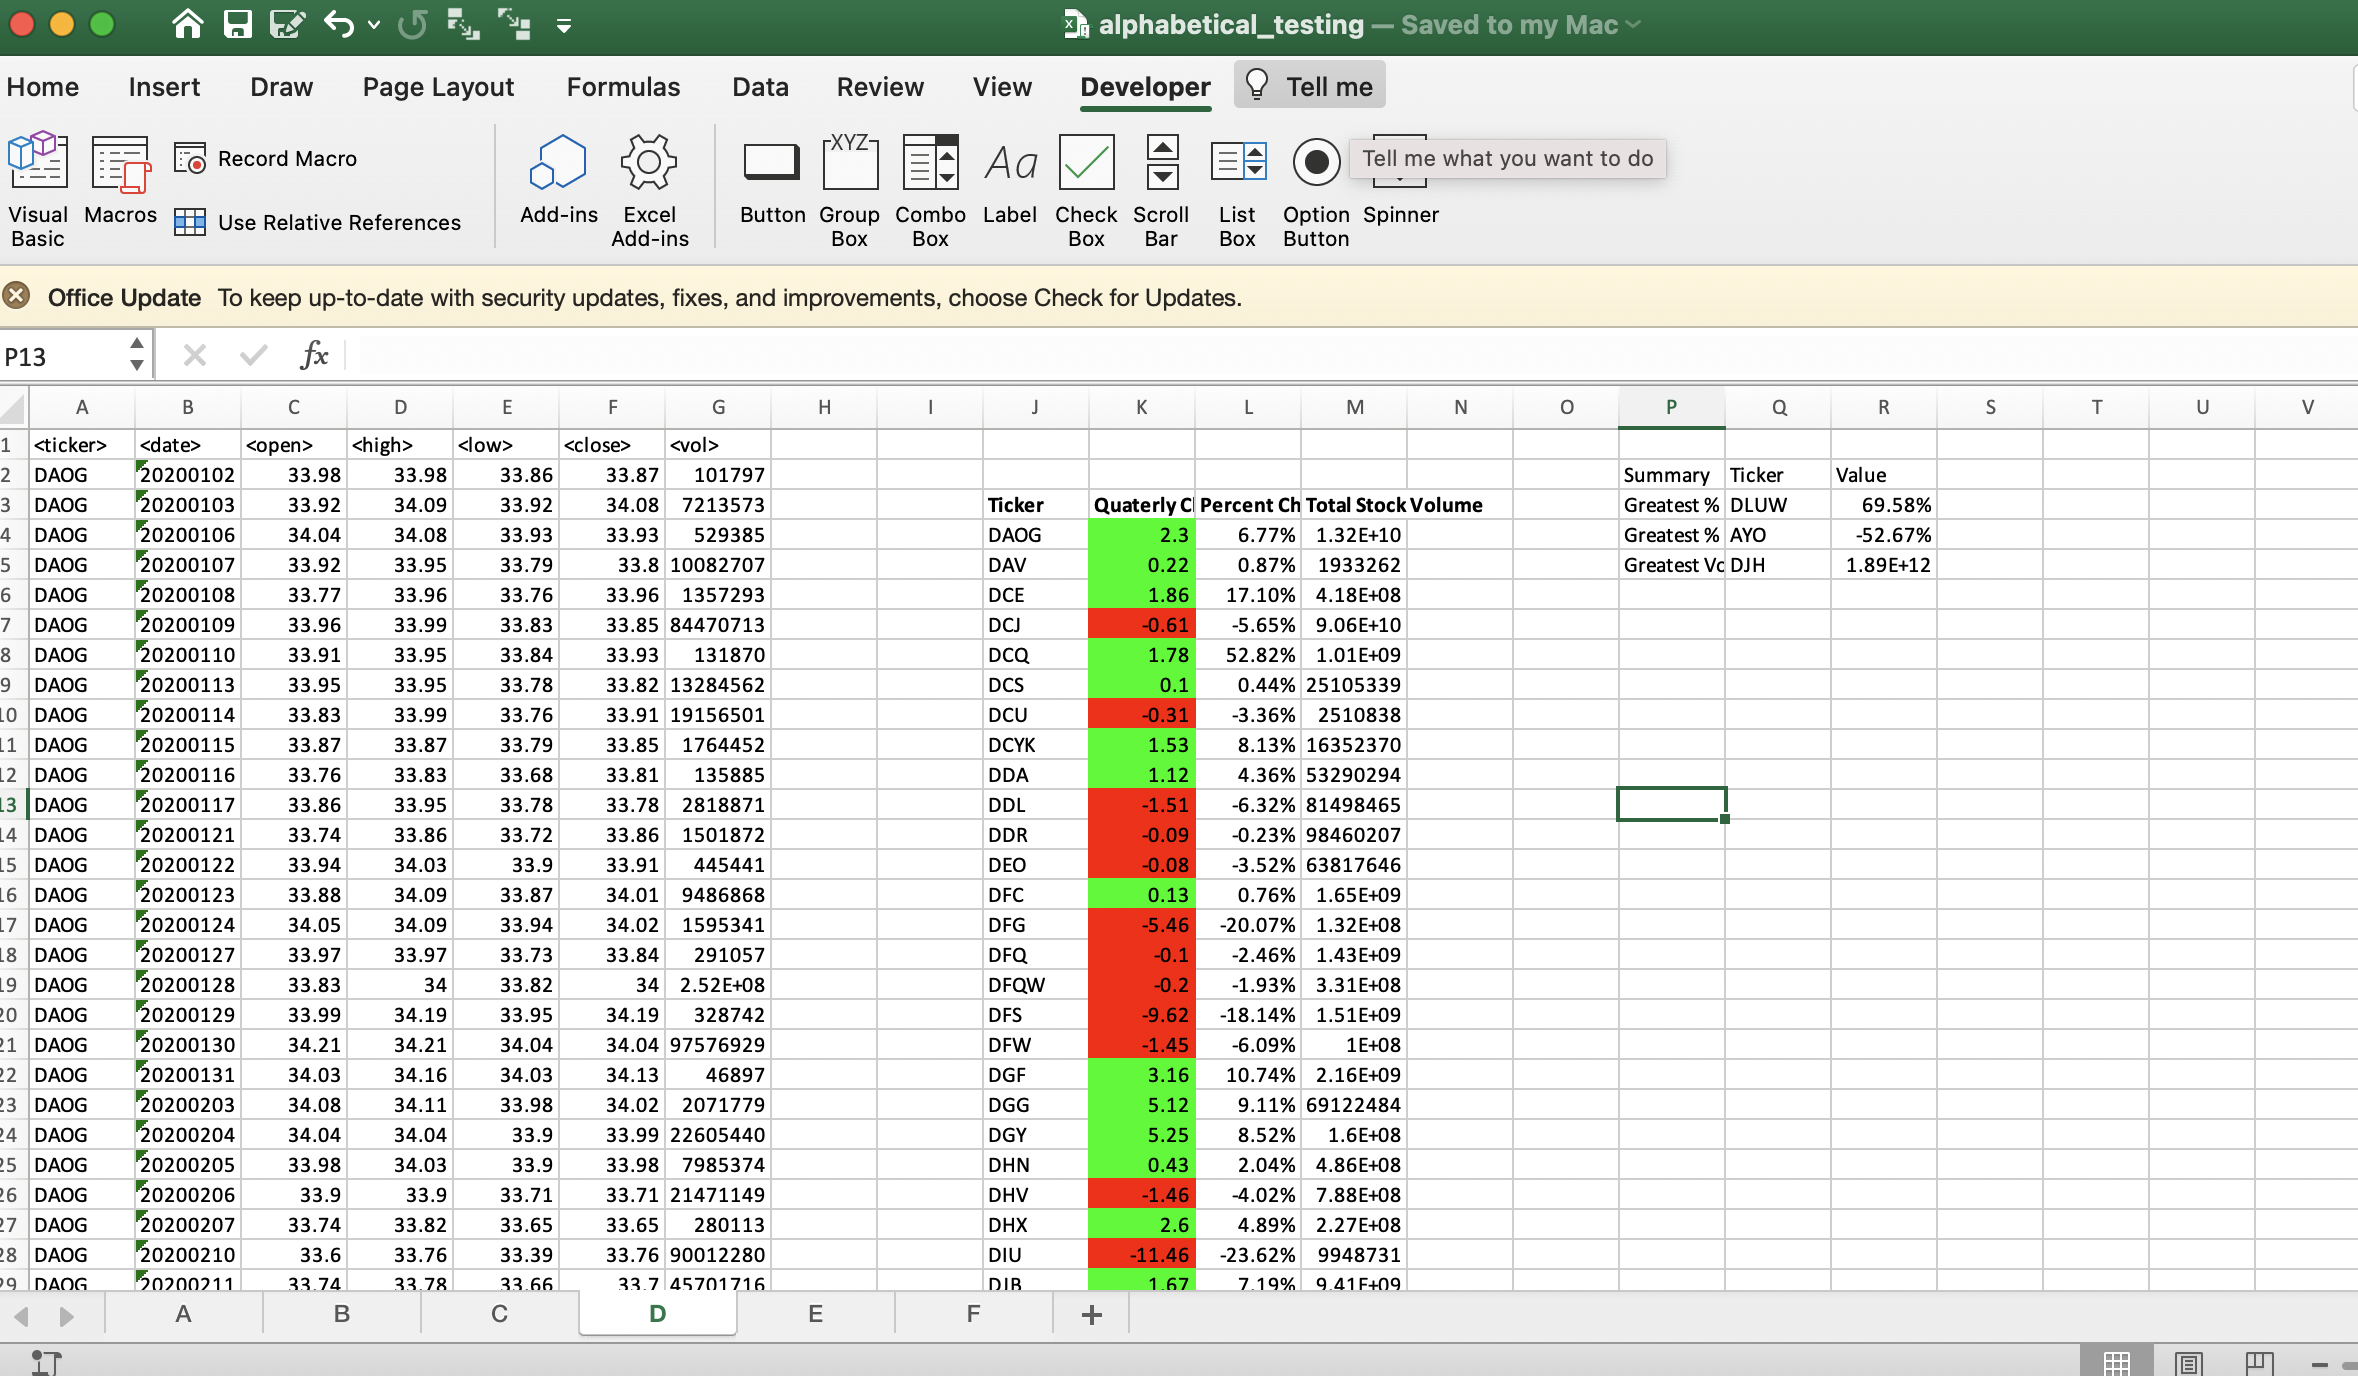 alphabetical_testing — Saved to my Mac
Home Insert Draw Page Layout Formulas Data Review View Developer Tell me
Visual Basic Macros Record Macro Use Relative References Add-ins Excel Add-ins Button XYZ Group Box Combo Box Aa Label Check Box Scroll Bar List Box Option Button Spinner
Tell me what you want to do
Office Update To keep up-to-date with security updates, fixes, and improvements, choose Check for Updates.
P13 fx
A B C D E F G H I J K L M N O P Q R S T U V
1 <ticker> <date> <open> <high> <low> <close> <vol>
2 DAOG 20200102 33.98 33.98 33.86 33.87 101797 Summary Ticker Value
3 DAOG 20200103 33.92 34.09 33.92 34.08 7213573 Ticker Quaterly Cl Percent Ch Total Stock Volume Greatest % DLUW 69.58%
4 DAOG 20200106 34.04 34.08 33.93 33.93 529385 DAOG 2.3 6.77% 1.32E+10 Greatest % AYO -52.67%
5 DAOG 20200107 33.92 33.95 33.79 33.8 10082707 DAV 0.22 0.87% 1933262 Greatest Vo DJH 1.89E+12
6 DAOG 20200108 33.77 33.96 33.76 33.96 1357293 DCE 1.86 17.10% 4.18E+08
7 DAOG 20200109 33.96 33.99 33.83 33.85 84470713 DCJ -0.61 -5.65% 9.06E+10
8 DAOG 20200110 33.91 33.95 33.84 33.93 131870 DCQ 1.78 52.82% 1.01E+09
9 DAOG 20200113 33.95 33.95 33.78 33.82 13284562 DCS 0.1 0.44% 25105339
10 DAOG 20200114 33.83 33.99 33.76 33.91 19156501 DCU -0.31 -3.36% 2510838
11 DAOG 20200115 33.87 33.87 33.79 33.85 1764452 DCYK 1.53 8.13% 16352370
12 DAOG 20200116 33.76 33.83 33.68 33.81 135885 DDA 1.12 4.36% 53290294
13 DAOG 20200117 33.86 33.95 33.78 33.78 2818871 DDL -1.51 -6.32% 81498465
14 DAOG 20200121 33.74 33.86 33.72 33.86 1501872 DDR -0.09 -0.23% 98460207
15 DAOG 20200122 33.94 34.03 33.9 33.91 445441 DEO -0.08 -3.52% 63817646
16 DAOG 20200123 33.88 34.09 33.87 34.01 9486868 DFC 0.13 0.76% 1.65E+09
17 DAOG 20200124 34.05 34.09 33.94 34.02 1595341 DFG -5.46 -20.07% 1.32E+08
18 DAOG 20200127 33.97 33.97 33.73 33.84 291057 DFQ -0.1 -2.46% 1.43E+09
19 DAOG 20200128 33.83 34 33.82 34 2.52E+08 DFQW -0.2 -1.93% 3.31E+08
20 DAOG 20200129 33.99 34.19 33.95 34.19 328742 DFS -9.62 -18.14% 1.51E+09
21 DAOG 20200130 34.21 34.21 34.04 34.04 97576929 DFW -1.45 -6.09% 1E+08
22 DAOG 20200131 34.03 34.16 34.03 34.13 46897 DGF 3.16 10.74% 2.16E+09
23 DAOG 20200203 34.08 34.11 33.98 34.02 2071779 DGG 5.12 9.11% 69122484
24 DAOG 20200204 34.04 34.04 33.9 33.99 22605440 DGY 5.25 8.52% 1.6E+08
25 DAOG 20200205 33.98 34.03 33.9 33.98 7985374 DHN 0.43 2.04% 4.86E+08
26 DAOG 20200206 33.9 33.9 33.71 33.71 21471149 DHV -1.46 -4.02% 7.88E+08
27 DAOG 20200207 33.74 33.82 33.65 33.65 280113 DHX 2.6 4.89% 2.27E+08
28 DAOG 20200210 33.6 33.76 33.39 33.76 90012280 DIU -11.46 -23.62% 9948731
29 DAOG 20200211 33.74 33.78 33.66 33.7 45701716 DJB 1.67 7.19% 9.41E+09
A B C D E F +